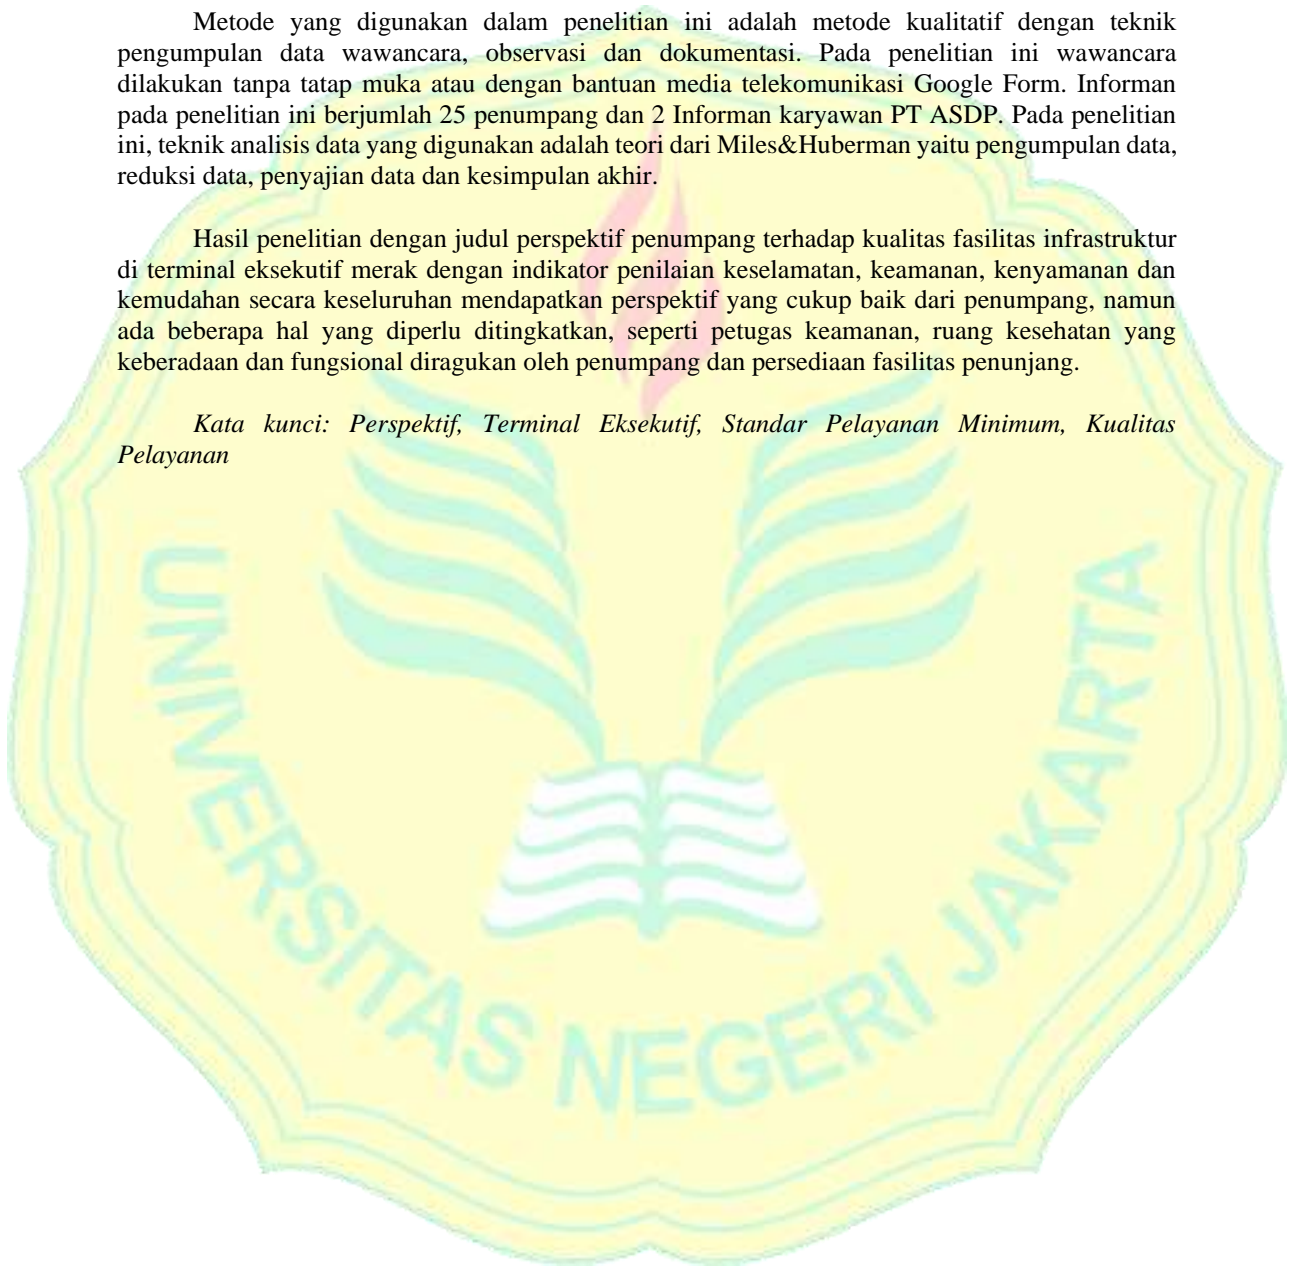 Metode yang digunakan dalam penelitian ini adalah metode kualitatif dengan teknik
pengumpulan data wawancara, observasi dan dokumentasi. Pada penelitian ini wawancara
dilakukan tanpa tatap muka atau dengan bantuan media telekomunikasi Google Form. Informan
pada penelitian ini berjumlah 25 penumpang dan 2 Informan karyawan PT ASDP. Pada penelitian
ini, teknik analisis data yang digunakan adalah teori dari Miles&Huberman yaitu pengumpulan data,
reduksi data, penyajian data dan kesimpulan akhir.
Hasil penelitian dengan judul perspektif penumpang terhadap kualitas fasilitas infrastruktur
di terminal eksekutif merak dengan indikator penilaian keselamatan, keamanan, kenyamanan dan
kemudahan secara keseluruhan mendapatkan perspektif yang cukup baik dari penumpang, namun
ada beberapa hal yang diperlu ditingkatkan, seperti petugas keamanan, ruang kesehatan yang
keberadaan dan fungsional diragukan oleh penumpang dan persediaan fasilitas penunjang.
Kata kunci: Perspektif, Terminal Eksekutif, Standar Pelayanan Minimum, Kualitas
Pelayanan
UNIVERSITAS NEGERI JAKARTA